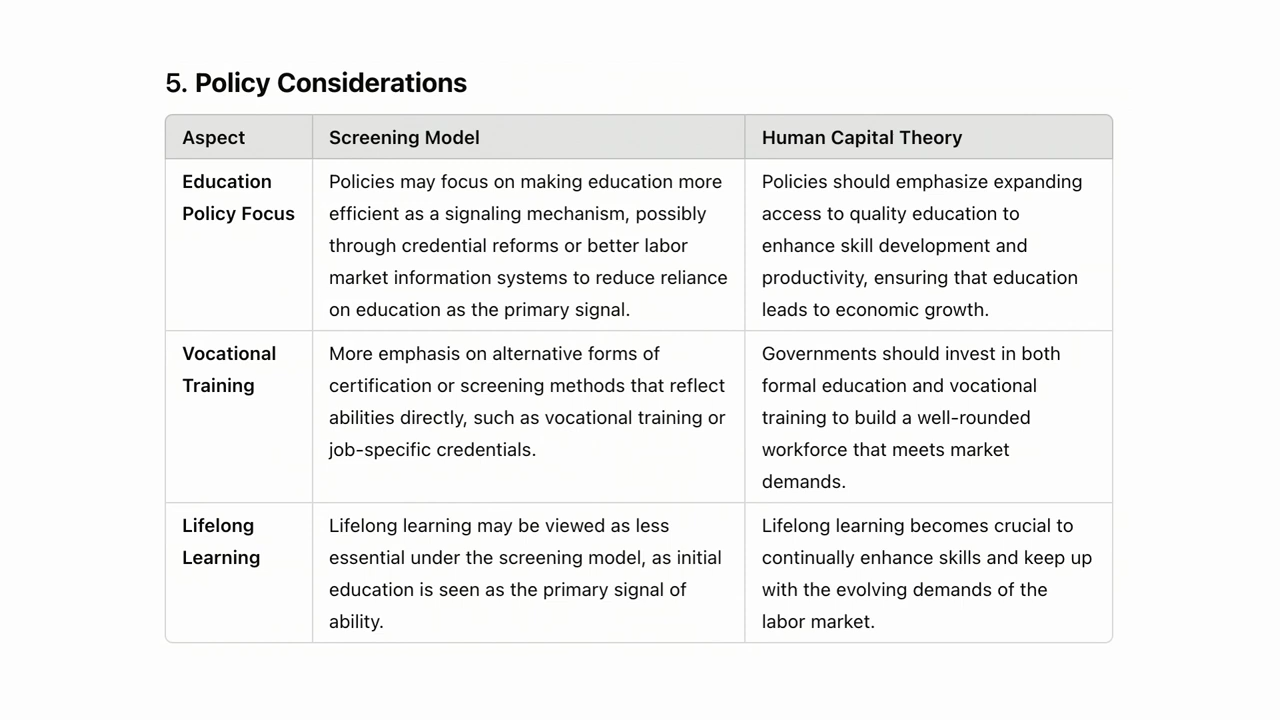 5. Policy Considerations
Aspect
Screening Model
Human Capital Theory
Education
Policy Focus
Policies may focus on making education more
efficient as a signaling mechanism, possibly
through credential reforms or better labor
market information systems to reduce reliance
on education as the primary signal.
Policies should emphasize expanding
access to quality education to
enhance skill development and
productivity, ensuring that education
leads to economic growth.
Vocational
Training
More emphasis on alternative forms of
certification or screening methods that reflect
abilities directly, such as vocational training or
job-specific credentials.
Governments should invest in both
formal education and vocational
training to build a well-rounded
workforce that meets market
demands.
Lifelong
Learning
Lifelong learning may be viewed as less
essential under the screening model, as initial
education is seen as the primary signal of
ability.
Lifelong learning becomes crucial to
continually enhance skills and keep up
with the evolving demands of the
labor market.